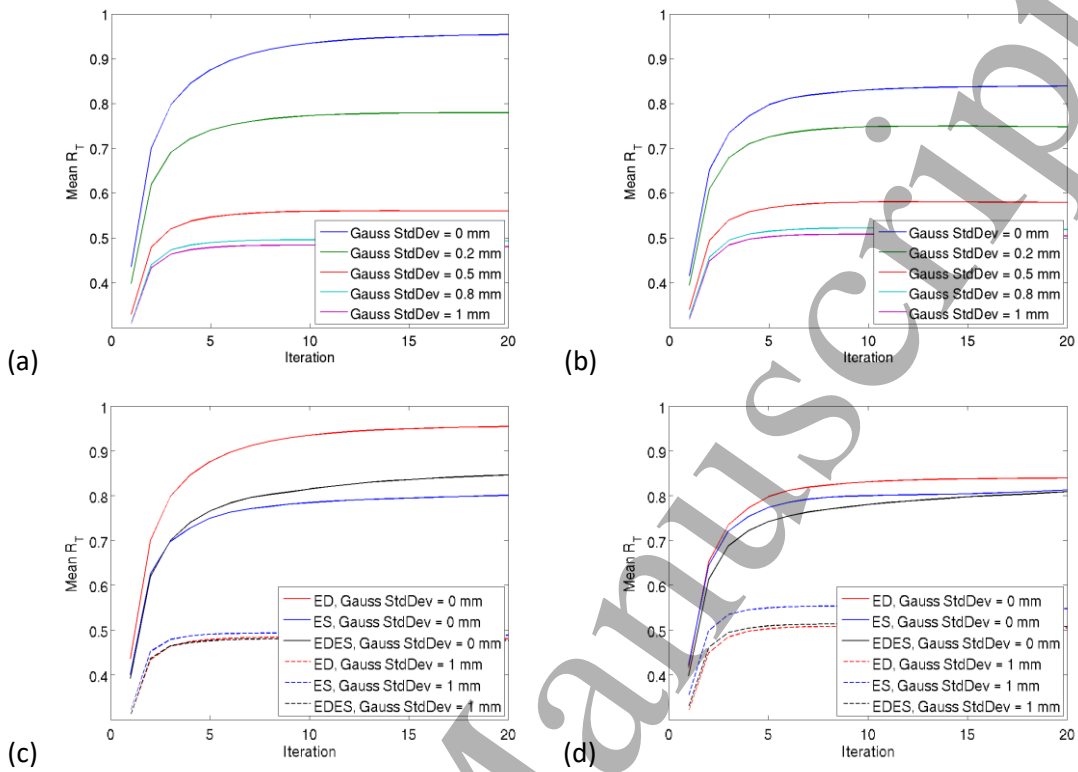 1
0.9
0.8
0.7
0.6
0.5
0.4
Mean R_T
0 5 10 15 20
Iteration
Gauss StdDev = 0 mm
Gauss StdDev = 0.2 mm
Gauss StdDev = 0.5 mm
Gauss StdDev = 0.8 mm
Gauss StdDev = 1 mm
(a)
1
0.9
0.8
0.7
0.6
0.5
0.4
Mean R_T
0 5 10 15 20
Iteration
Gauss StdDev = 0 mm
Gauss StdDev = 0.2 mm
Gauss StdDev = 0.5 mm
Gauss StdDev = 0.8 mm
Gauss StdDev = 1 mm
(b)
1
0.9
0.8
0.7
0.6
0.5
0.4
Mean R_T
0 5 10 15 20
Iteration
ED, Gauss StdDev = 0 mm
ES, Gauss StdDev = 0 mm
EDES, Gauss StdDev = 0 mm
ED, Gauss StdDev = 1 mm
ES, Gauss StdDev = 1 mm
EDES, Gauss StdDev = 1 mm
(c)
1
0.9
0.8
0.7
0.6
0.5
0.4
Mean R_T
0 5 10 15 20
Iteration
ED, Gauss StdDev = 0 mm
ES, Gauss StdDev = 0 mm
EDES, Gauss StdDev = 0 mm
ED, Gauss StdDev = 1 mm
ES, Gauss StdDev = 1 mm
EDES, Gauss StdDev = 1 mm
(d)
Manuscrip